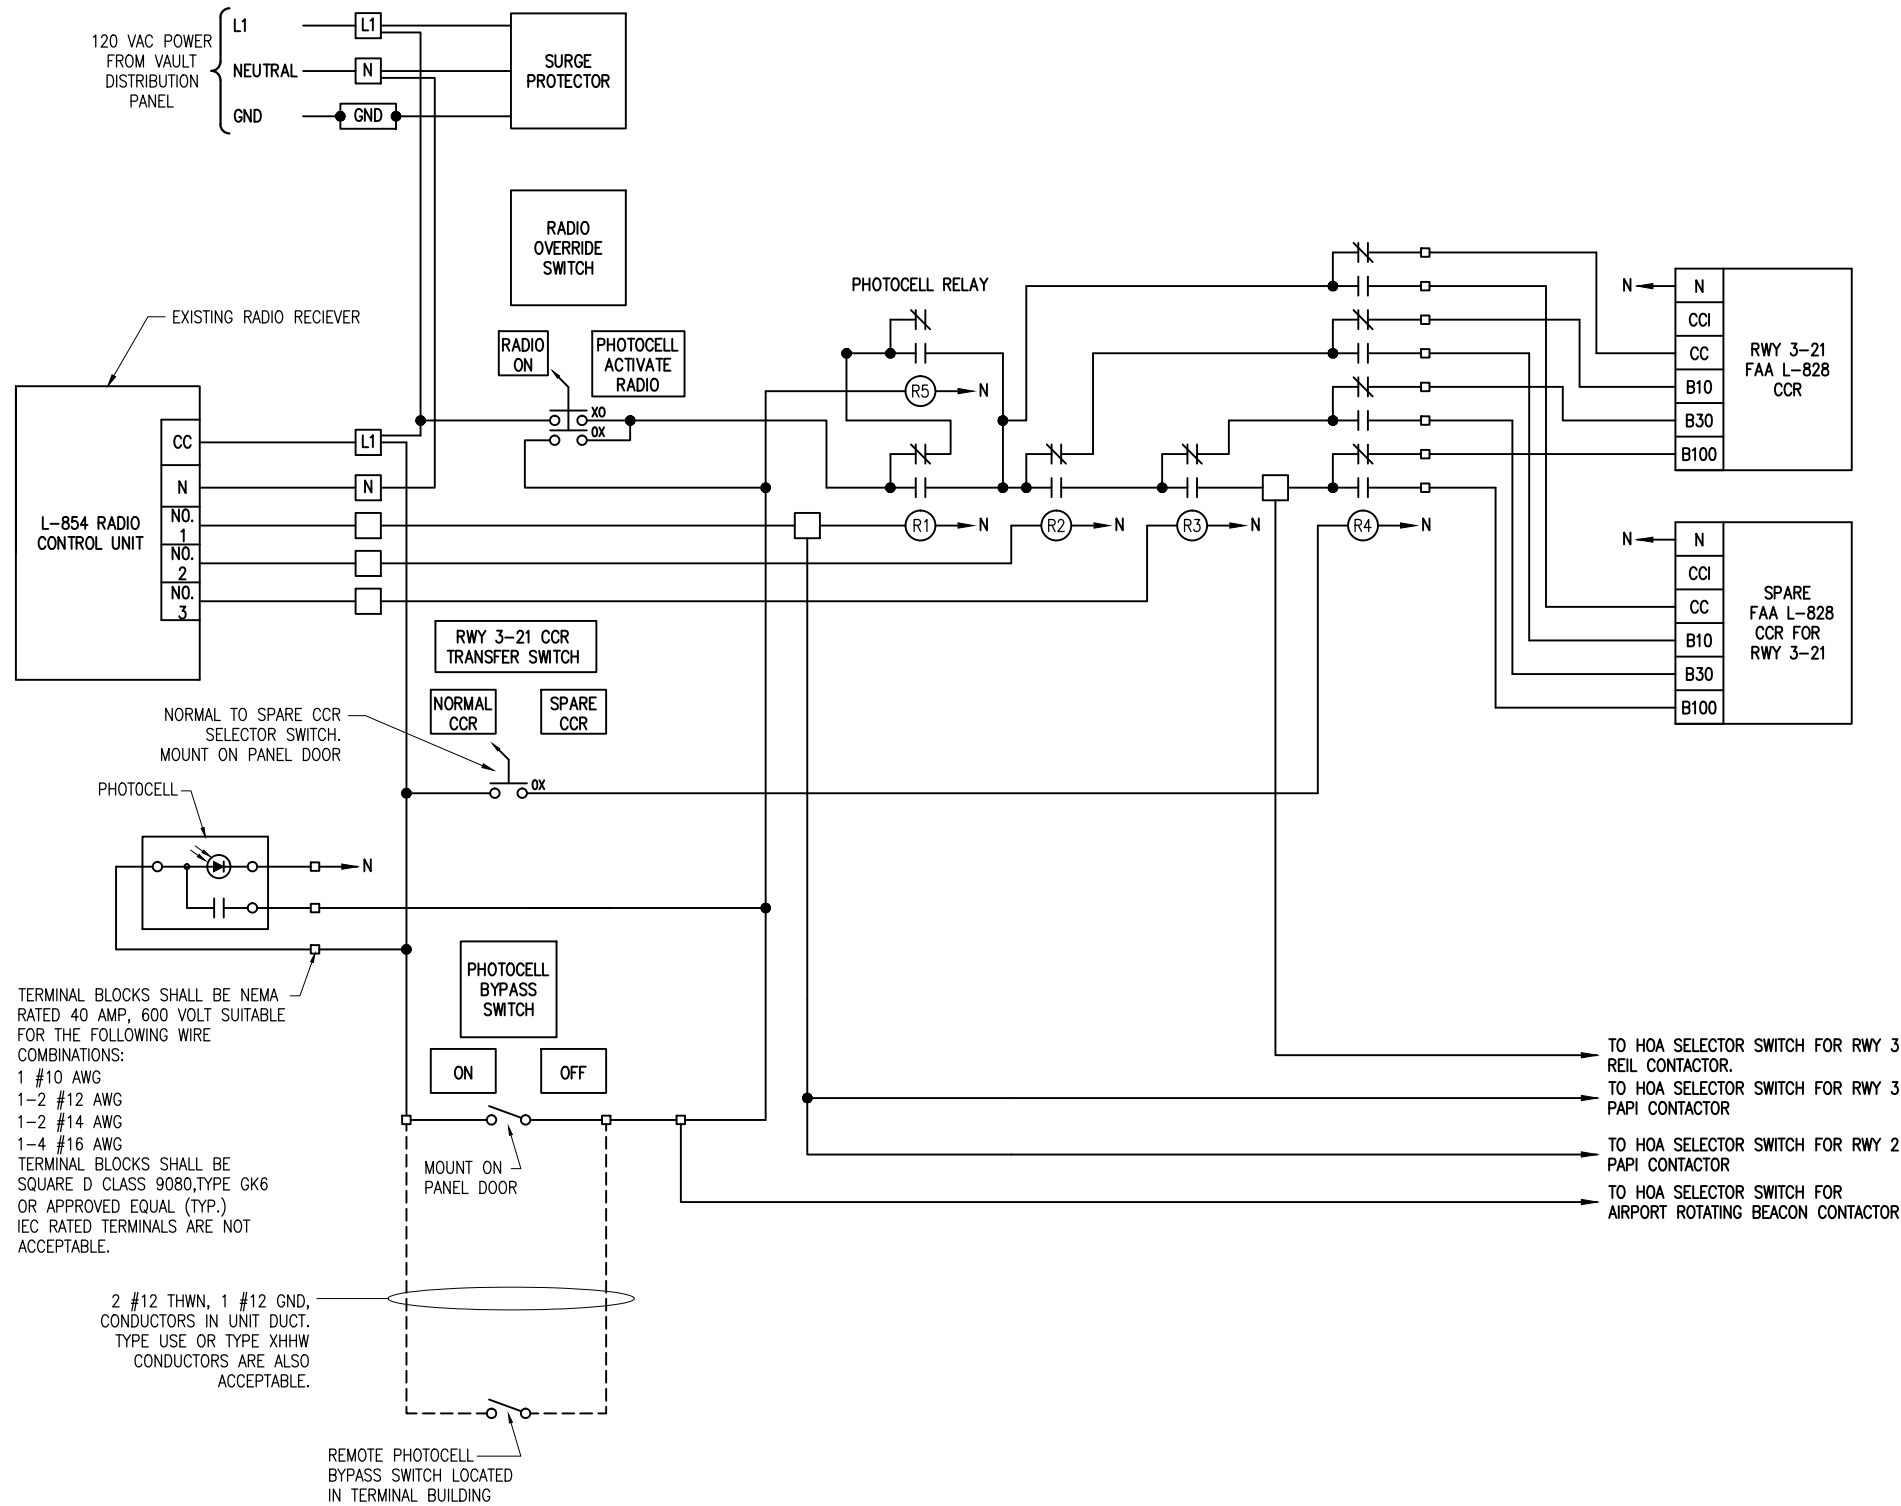 120 VAC POWER
FROM VAULT
DISTRIBUTION
PANEL
L1
NEUTRAL
GND
L1
N
GND
SURGE
PROTECTOR
RADIO
OVERRIDE
SWITCH
EXISTING RADIO RECIEVER
RADIO
ON
PHOTOCELL
ACTIVATE
RADIO
XO
OX
PHOTOCELL RELAY
R5
N
L-854 RADIO
CONTROL UNIT
CC
N
NO.
1
NO.
2
NO.
3
L1
N
R1
N
R2
N
R3
N
R4
N
N
N
CCI
CC
B10
B30
B100
RWY 3-21
FAA L-828
CCR
N
N
CCI
CC
B10
B30
B100
SPARE
FAA L-828
CCR FOR
RWY 3-21
RWY 3-21 CCR
TRANSFER SWITCH
NORMAL
CCR
SPARE
CCR
NORMAL TO SPARE CCR
SELECTOR SWITCH.
MOUNT ON PANEL DOOR
OX
PHOTOCELL
N
PHOTOCELL
BYPASS
SWITCH
ON
OFF
MOUNT ON
PANEL DOOR
TERMINAL BLOCKS SHALL BE NEMA
RATED 40 AMP, 600 VOLT SUITABLE
FOR THE FOLLOWING WIRE
COMBINATIONS:
1 #10 AWG
1-2 #12 AWG
1-2 #14 AWG
1-4 #16 AWG
TERMINAL BLOCKS SHALL BE
SQUARE D CLASS 9080,TYPE GK6
OR APPROVED EQUAL (TYP.)
IEC RATED TERMINALS ARE NOT
ACCEPTABLE.
TO HOA SELECTOR SWITCH FOR RWY 3
REIL CONTACTOR.
TO HOA SELECTOR SWITCH FOR RWY 3
PAPI CONTACTOR
TO HOA SELECTOR SWITCH FOR RWY 2
PAPI CONTACTOR
TO HOA SELECTOR SWITCH FOR
AIRPORT ROTATING BEACON CONTACTOR
2 #12 THWN, 1 #12 GND,
CONDUCTORS IN UNIT DUCT.
TYPE USE OR TYPE XHHW
CONDUCTORS ARE ALSO
ACCEPTABLE.
REMOTE PHOTOCELL
BYPASS SWITCH LOCATED
IN TERMINAL BUILDING